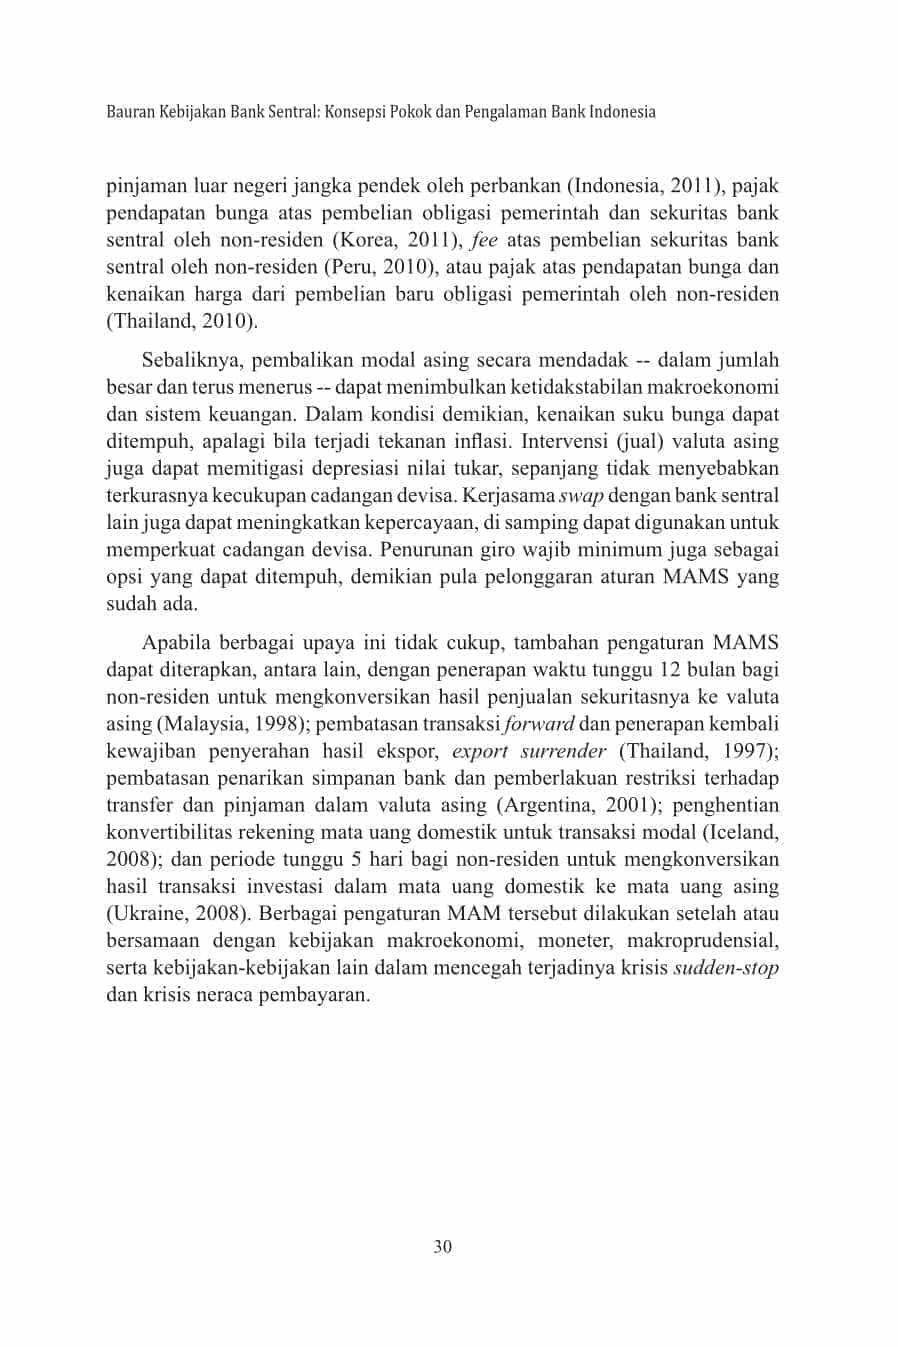 Bauran Kebijakan Bank Sentral: Konsepsi Pokok dan Pengalaman Bank Indonesia
pinjaman luar negeri jangka pendek oleh perbankan (Indonesia, 2011), pajak
pendapatan bunga atas pembelian obligasi pemerintah dan sekuritas bank
sentral oleh non-residen (Korea, 2011), fee atas pembelian sekuritas bank
sentral oleh non-residen (Peru, 2010), atau pajak atas pendapatan bunga dan
kenaikan harga dari pembelian baru obligasi pemerintah oleh non-residen
(Thailand, 2010).
Sebaliknya, pembalikan modal asing secara mendadak -- dalam jumlah
besar dan terus menerus -- dapat menimbulkan ketidakstabilan makroekonomi
dan sistem keuangan. Dalam kondisi demikian, kenaikan suku bunga dapat
ditempuh, apalagi bila terjadi tekanan inflasi. Intervensi (jual) valuta asing
juga dapat memitigasi depresiasi nilai tukar, sepanjang tidak menyebabkan
terkurasnya kecukupan cadangan devisa. Kerjasama swap dengan bank sentral
lain juga dapat meningkatkan kepercayaan, di samping dapat digunakan untuk
memperkuat cadangan devisa. Penurunan giro wajib minimum juga sebagai
opsi yang dapat ditempuh, demikian pula pelonggaran aturan MAMS yang
sudah ada.
Apabila berbagai upaya ini tidak cukup, tambahan pengaturan MAMS
dapat diterapkan, antara lain, dengan penerapan waktu tunggu 12 bulan bagi
non-residen untuk mengkonversikan hasil penjualan sekuritasnya ke valuta
asing (Malaysia, 1998); pembatasan transaksi forward dan penerapan kembali
kewajiban penyerahan hasil ekspor, export surrender (Thailand, 1997);
pembatasan penarikan simpanan bank dan pemberlakuan restriksi terhadap
transfer dan pinjaman dalam valuta asing (Argentina, 2001); penghentian
konvertibilitas rekening mata uang domestik untuk transaksi modal (Iceland,
2008); dan periode tunggu 5 hari bagi non-residen untuk mengkonversikan
hasil transaksi investasi dalam mata uang domestik ke mata uang asing
(Ukraine, 2008). Berbagai pengaturan MAM tersebut dilakukan setelah atau
bersamaan dengan kebijakan makroekonomi, moneter, makroprudensial,
serta kebijakan-kebijakan lain dalam mencegah terjadinya krisis sudden-stop
dan krisis neraca pembayaran.
30